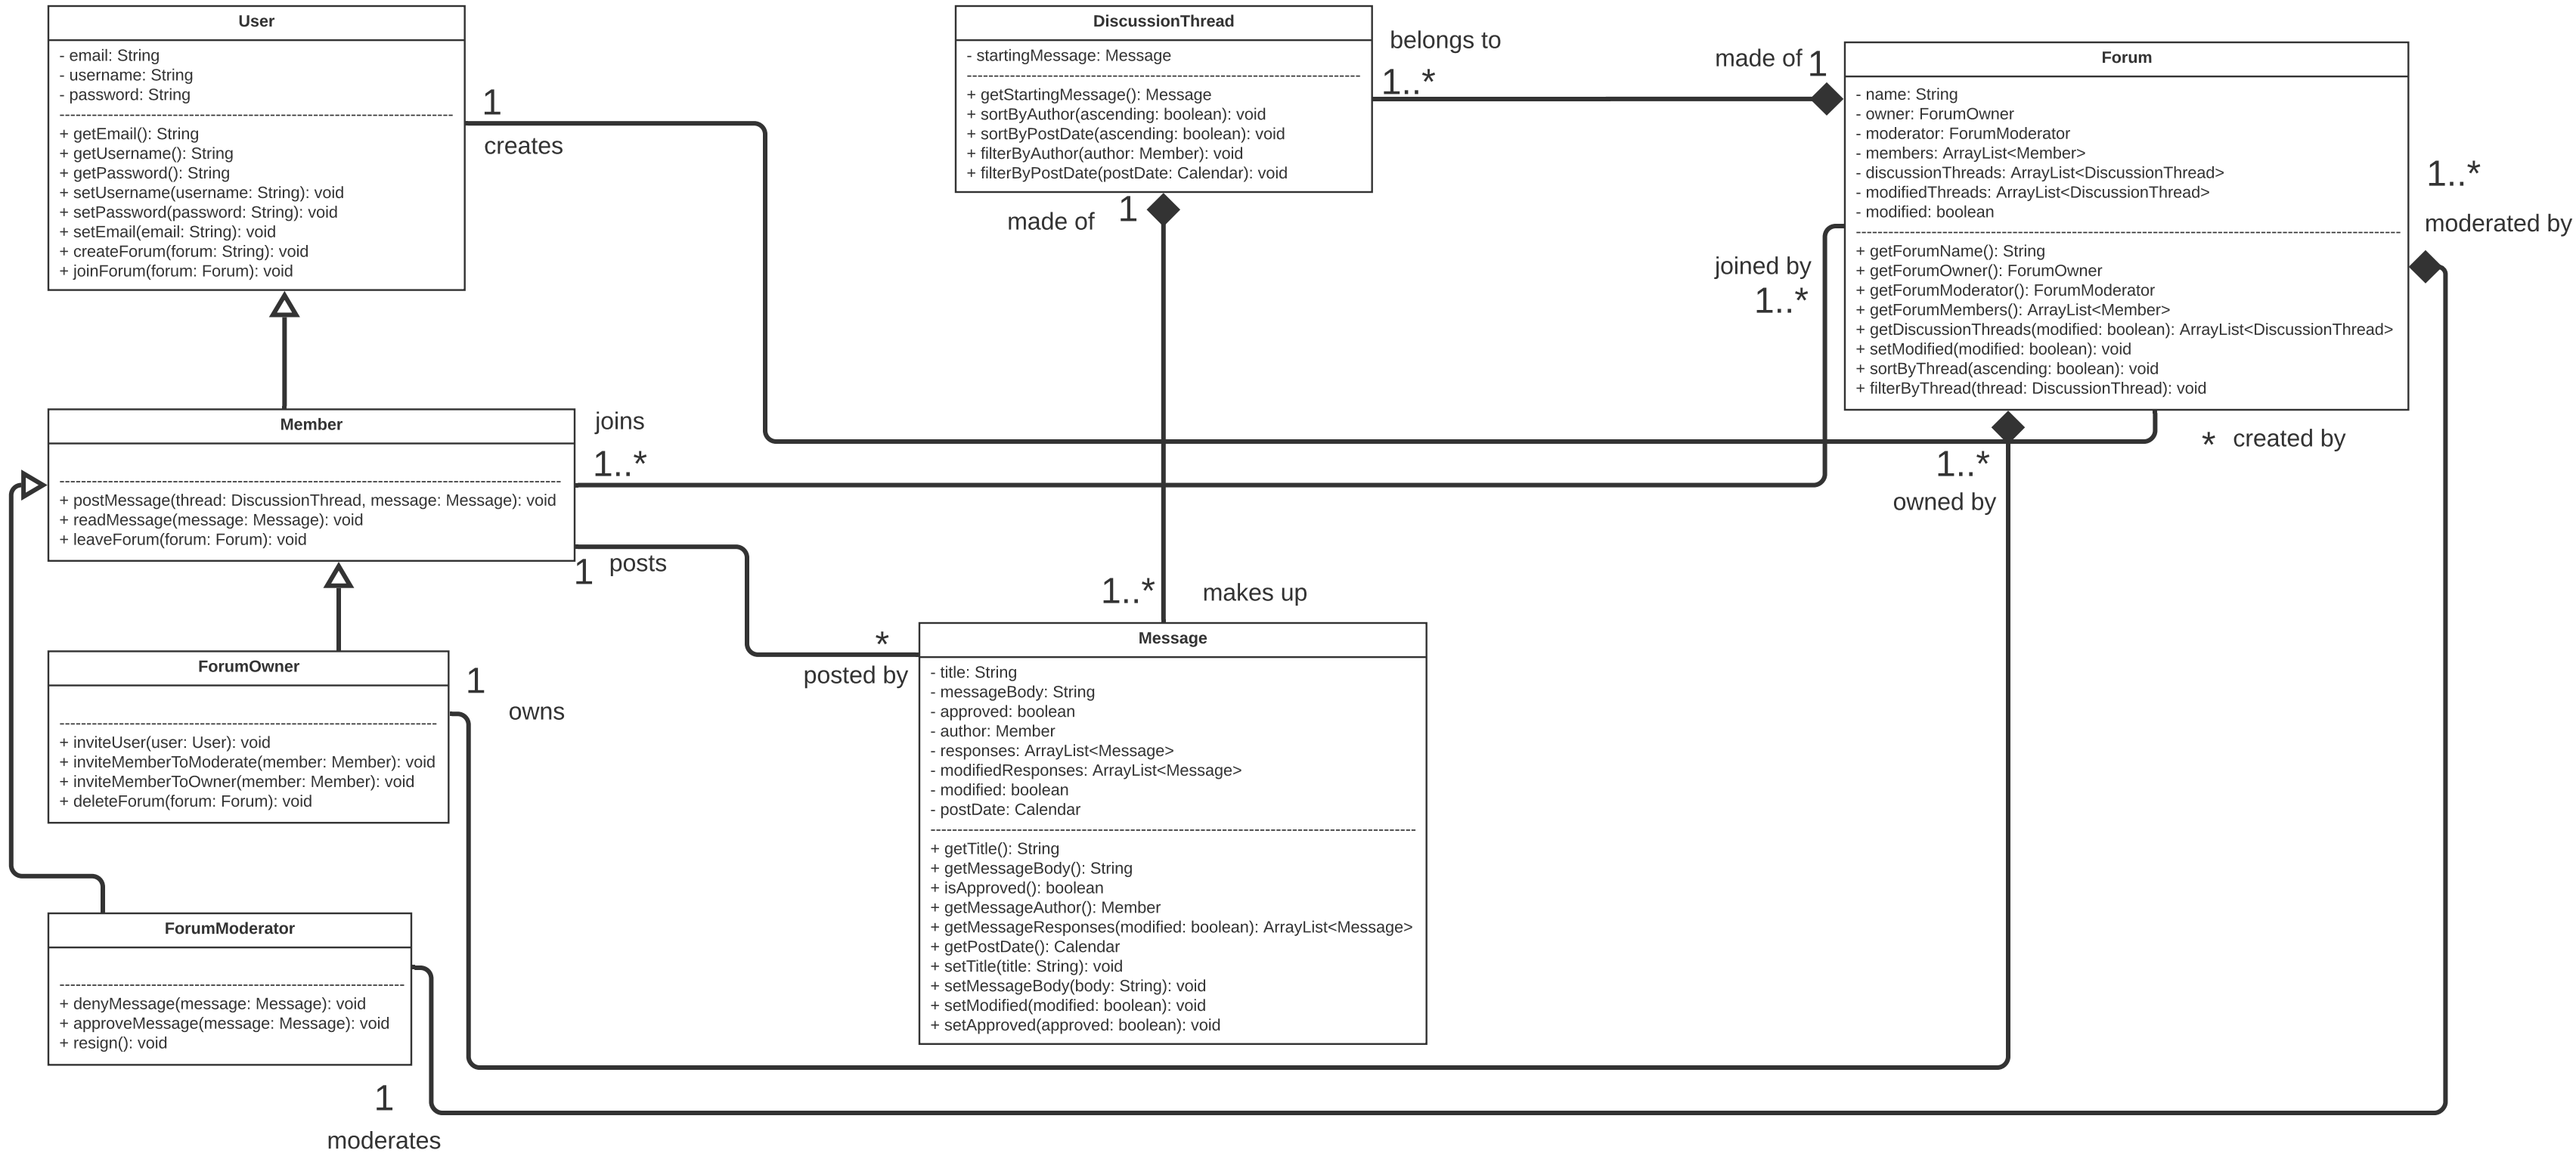 User
- email: String
- username: String
- password: String
+ getEmail(): String
+ getUsername(): String
+ getPassword(): String
+ setUsername(username: String): void
+ setPassword(password: String): void
+ setEmail(email: String): void
+ createForum(forum: String): void
+ joinForum(forum: Forum): void
1
creates
DiscussionThread
- startingMessage: Message
+ getStartingMessage(): Message
+ sortByAuthor(ascending: boolean): void
+ sortByPostDate(ascending: boolean): void
+ filterByAuthor(author: Member): void
+ filterByPostDate(postDate: Calendar): void
belongs to
1..*
made of 1
made of 1
Forum
- name: String
- owner: ForumOwner
- moderator: ForumModerator
- members: ArrayList<Member>
- discussionThreads: ArrayList<DiscussionThread>
- modifiedThreads: ArrayList<DiscussionThread>
- modified: boolean
+ getForumName(): String
+ getForumOwner(): ForumOwner
+ getForumModerator(): ForumModerator
+ getForumMembers(): ArrayList<Member>
+ getDiscussionThreads(modified: boolean): ArrayList<DiscussionThread>
+ setModified(modified: boolean): void
+ sortByThread(ascending: boolean): void
+ filterByThread(thread: DiscussionThread): void
1..*
moderated by
joined by
1..*
* created by
1..*
owned by
Member
+ postMessage(thread: DiscussionThread, message: Message): void
+ readMessage(message: Message): void
+ leaveForum(forum: Forum): void
joins
1..*
1 posts
1..* makes up
*
posted by
ForumOwner
+ inviteUser(user: User): void
+ inviteMemberToModerate(member: Member): void
+ inviteMemberToOwner(member: Member): void
+ deleteForum(forum: Forum): void
1
owns
Message
- title: String
- messageBody: String
- approved: boolean
- author: Member
- responses: ArrayList<Message>
- modifiedResponses: ArrayList<Message>
- modified: boolean
- postDate: Calendar
+ getTitle(): String
+ getMessageBody(): String
+ isApproved(): boolean
+ getMessageAuthor(): Member
+ getMessageResponses(modified: boolean): ArrayList<Message>
+ getPostDate(): Calendar
+ setTitle(title: String): void
+ setMessageBody(body: String): void
+ setModified(modified: boolean): void
+ setApproved(approved: boolean): void
ForumModerator
+ denyMessage(message: Message): void
+ approveMessage(message: Message): void
+ resign(): void
1
moderates